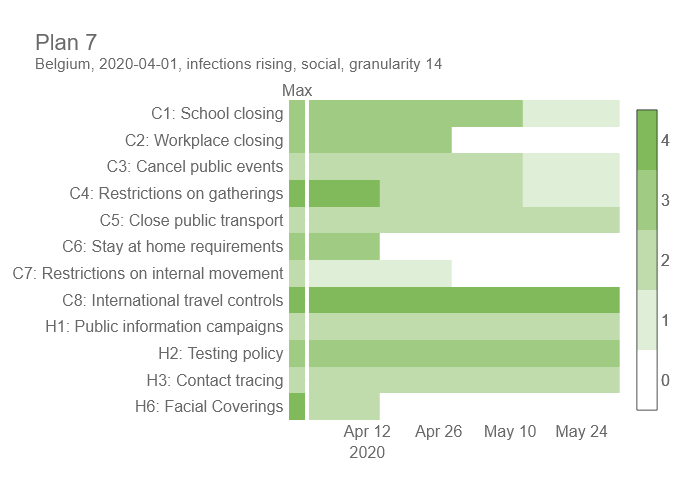 Plan 7
Belgium, 2020-04-01, infections rising, social, granularity 14
Max
C1: School closing
C2: Workplace closing
C3: Cancel public events
C4: Restrictions on gatherings
C5: Close public transport
C6: Stay at home requirements
C7: Restrictions on internal movement
C8: International travel controls
H1: Public information campaigns
H2: Testing policy
H3: Contact tracing
H6: Facial Coverings
Apr 12 Apr 26 May 10 May 24
2020
4
3
2
1
0